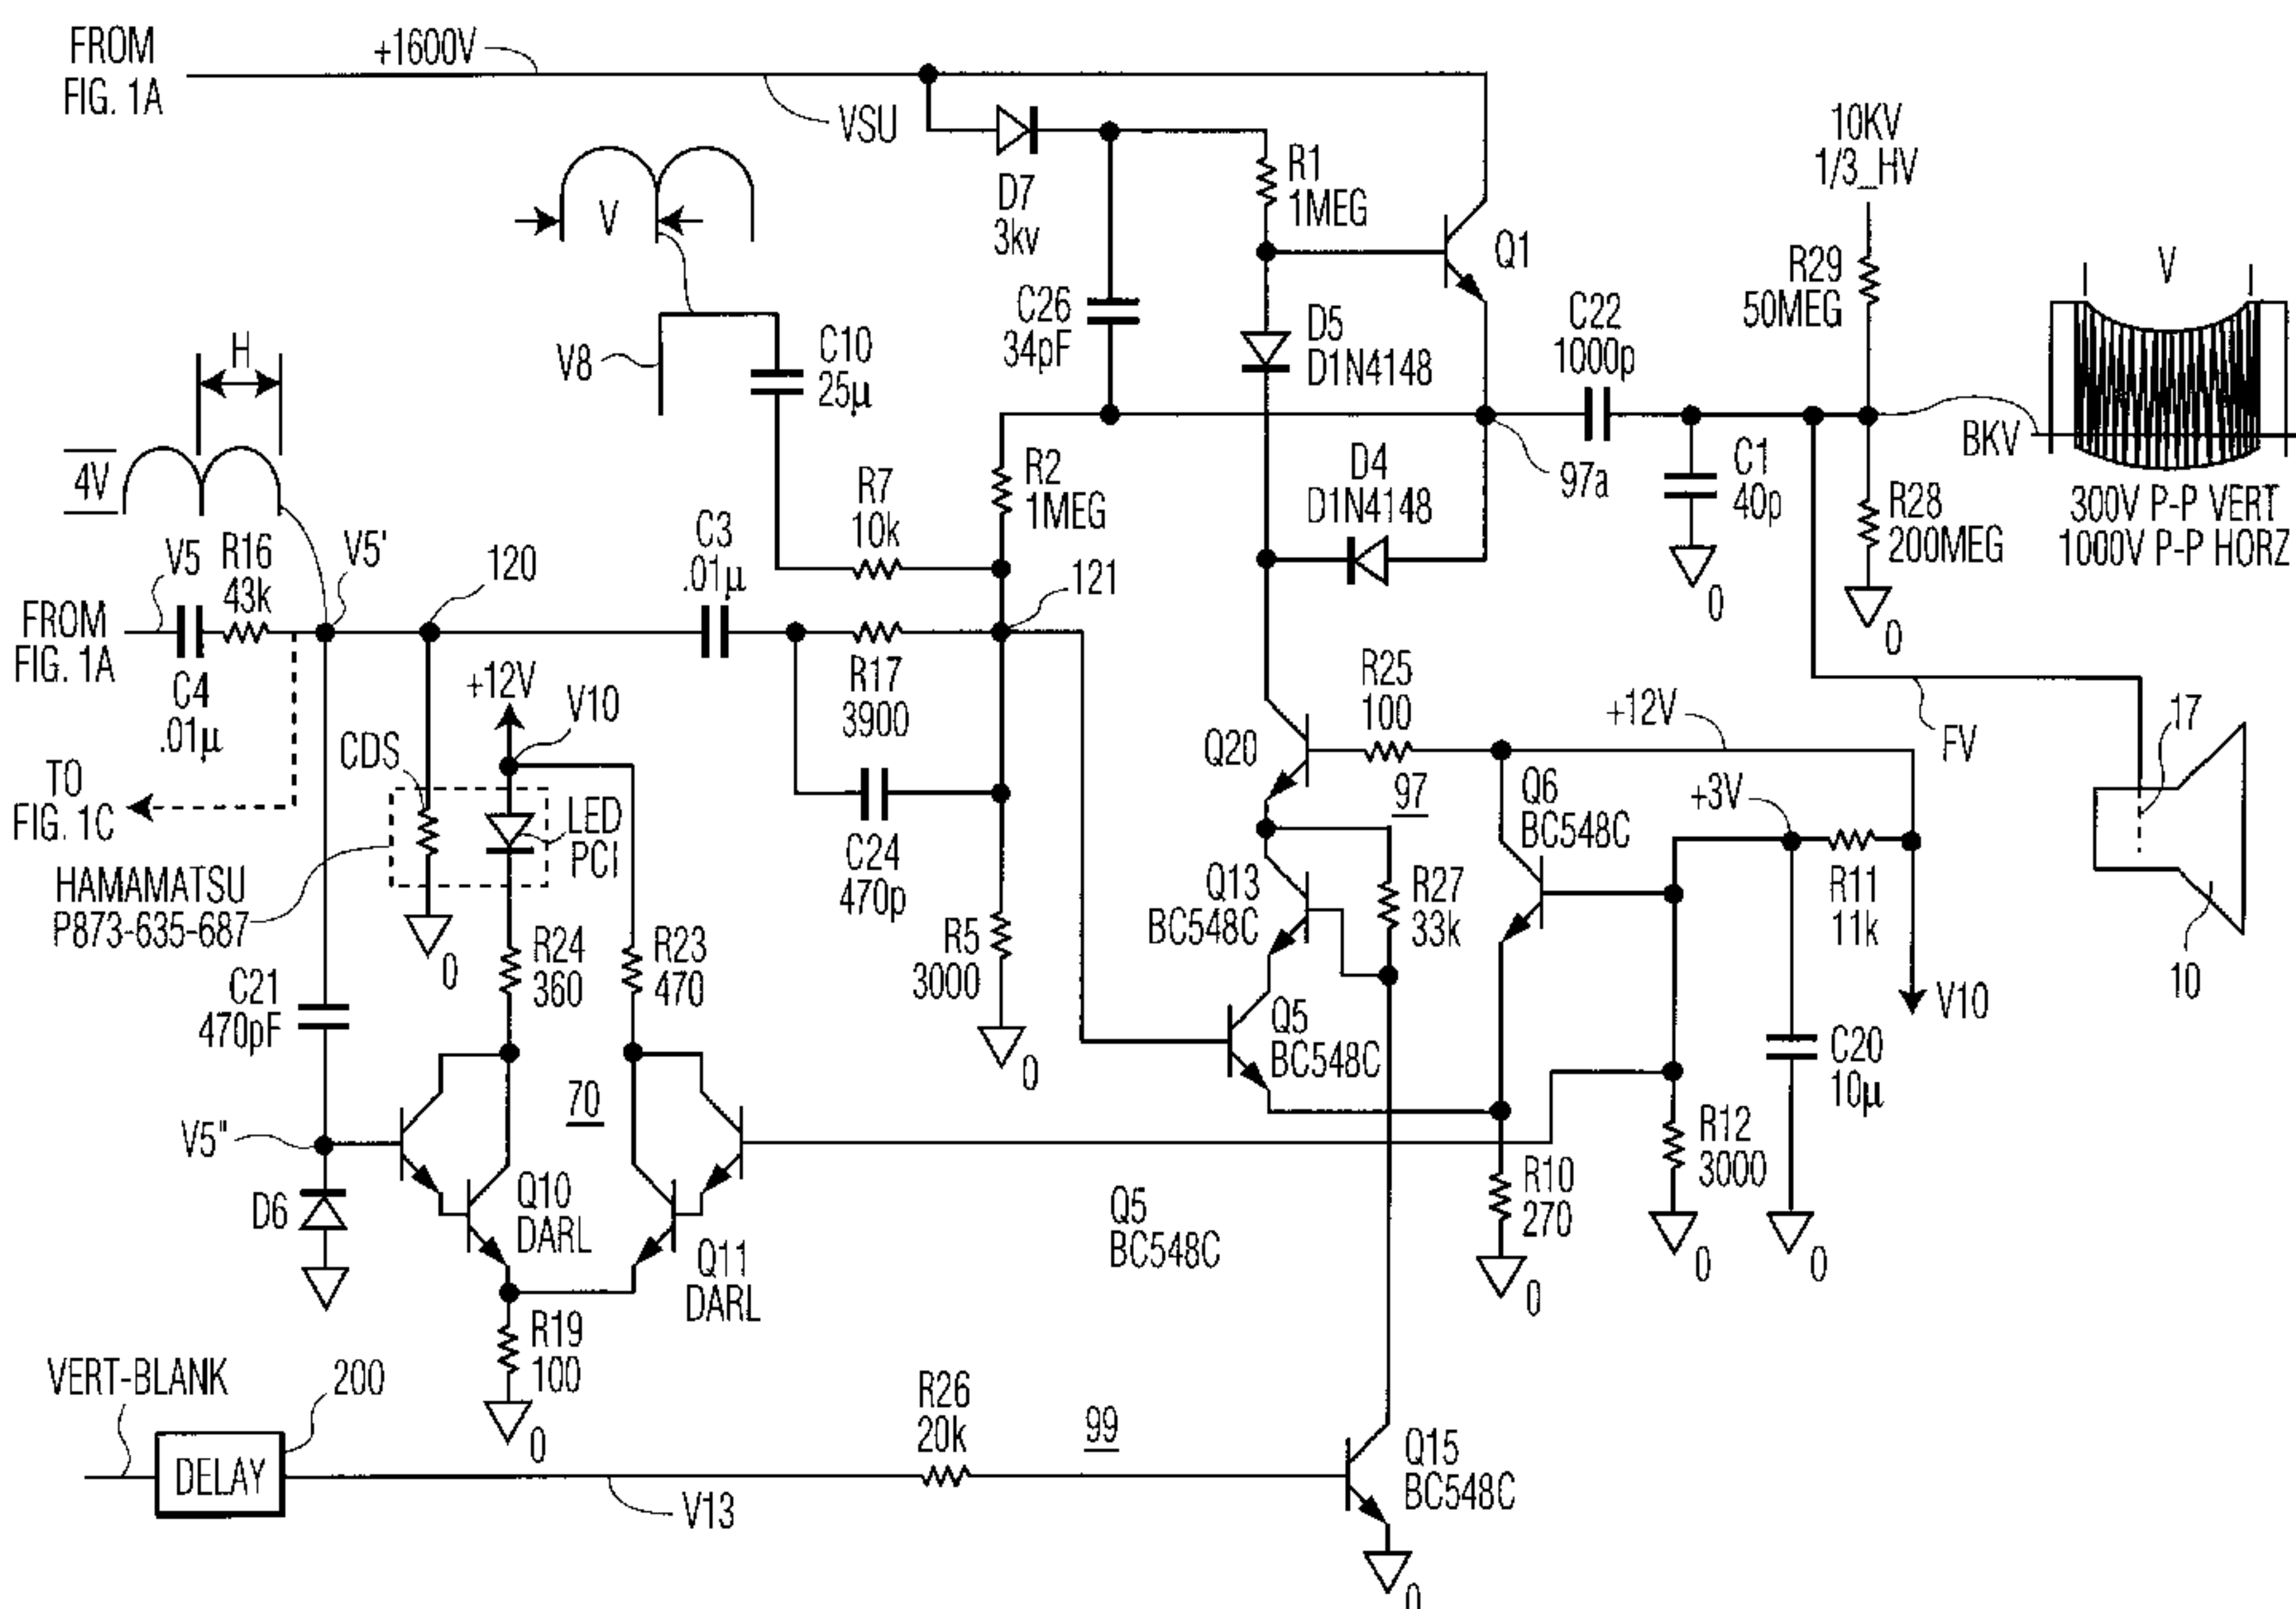 FROM
FIG. 1A
+1600V
VSU
D7
3kv
R1
1MEG
Q1
10KV
1/3_HV
R29
50MEG
V
V
V8
C10
25µ
C26
34pF
D5
D1N4148
C22
1000p
H
4V
R2
1MEG
D4
D1N4148
97a
C1
40p
0
R28
200MEG
0
BKV
300V P-P VERT
1000V P-P HORZ
FROM
FIG. 1A
V5
R16
43k
V5'
C4
.01µ
120
C3
.01µ
R7
10k
121
R17
3900
C24
470p
TO
FIG. 1C
CDS
+12V
V10
LED
PCI
HAMAMATSU
P873-635-687
0
R24
360
R23
470
R5
3000
0
R25
100
Q20
97
Q6
BC548C
+12V
+3V
FV
17
Q13
BC548C
R27
33k
R11
11k
V10
10
C21
470pF
Q5
BC548C
C20
10µ
0
V5"
70
D6
Q10
DARL
Q11
DARL
R19
100
0
Q5
BC548C
R10
270
0
R12
3000
0
VERT-BLANK
200
DELAY
V13
R26
20k
99
Q15
BC548C
0